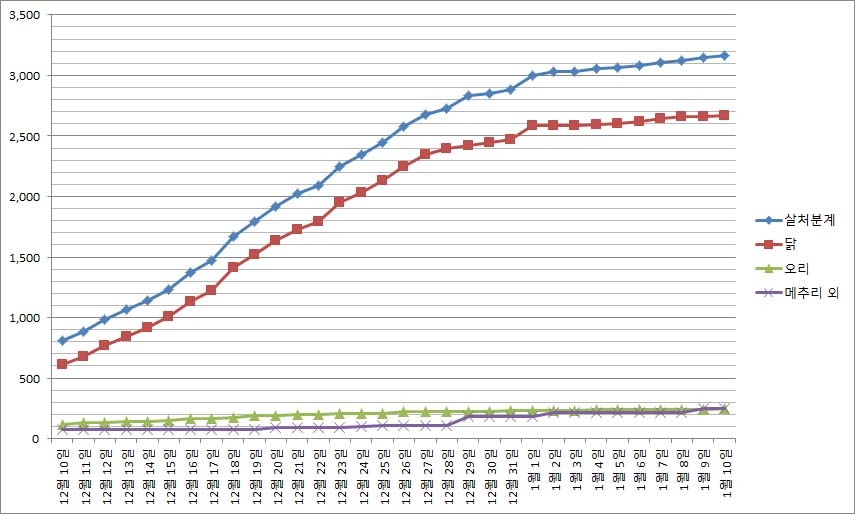 3,500
3,000
2,500
2,000
1,500
1,000
500
0
살처분계
닭
오리
메추리 외
12월 10일
12월 11일
12월 12일
12월 13일
12월 14일
12월 15일
12월 16일
12월 17일
12월 18일
12월 19일
12월 20일
12월 21일
12월 22일
12월 23일
12월 24일
12월 25일
12월 26일
12월 27일
12월 28일
12월 29일
12월 30일
12월 31일
1월 1일
1월 2일
1월 3일
1월 4일
1월 5일
1월 6일
1월 7일
1월 8일
1월 9일
1월 10일